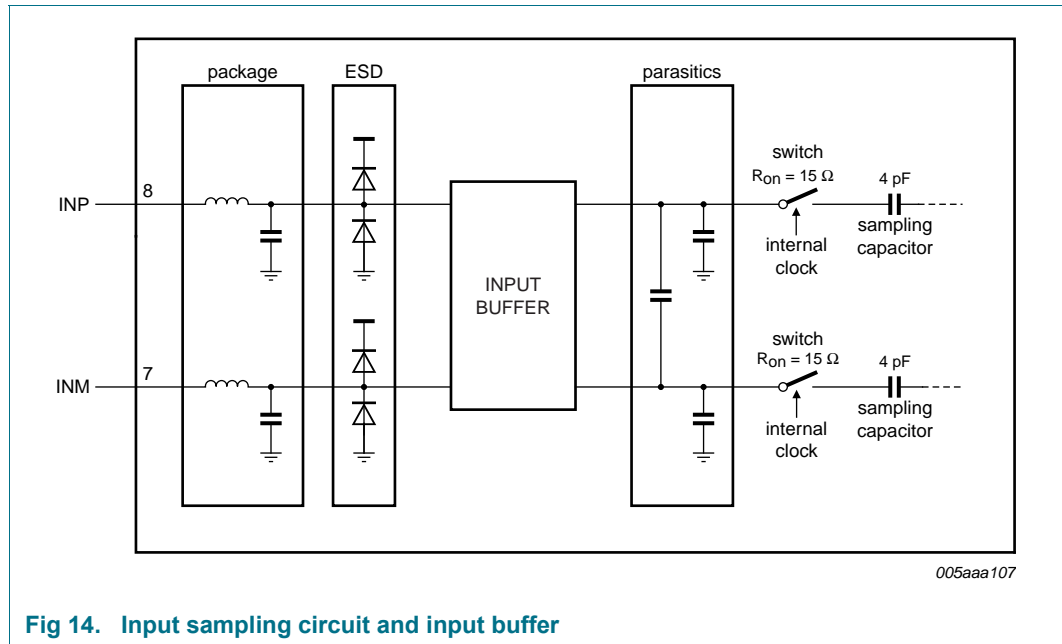 package
ESD
parasitics
switch
Ron = 15 Ω
4 pF
8
INP
internal
clock
sampling
capacitor
INPUT
BUFFER
switch
Ron = 15 Ω
4 pF
7
INM
internal
clock
sampling
capacitor
005aaa107
Fig 14. Input sampling circuit and input buffer